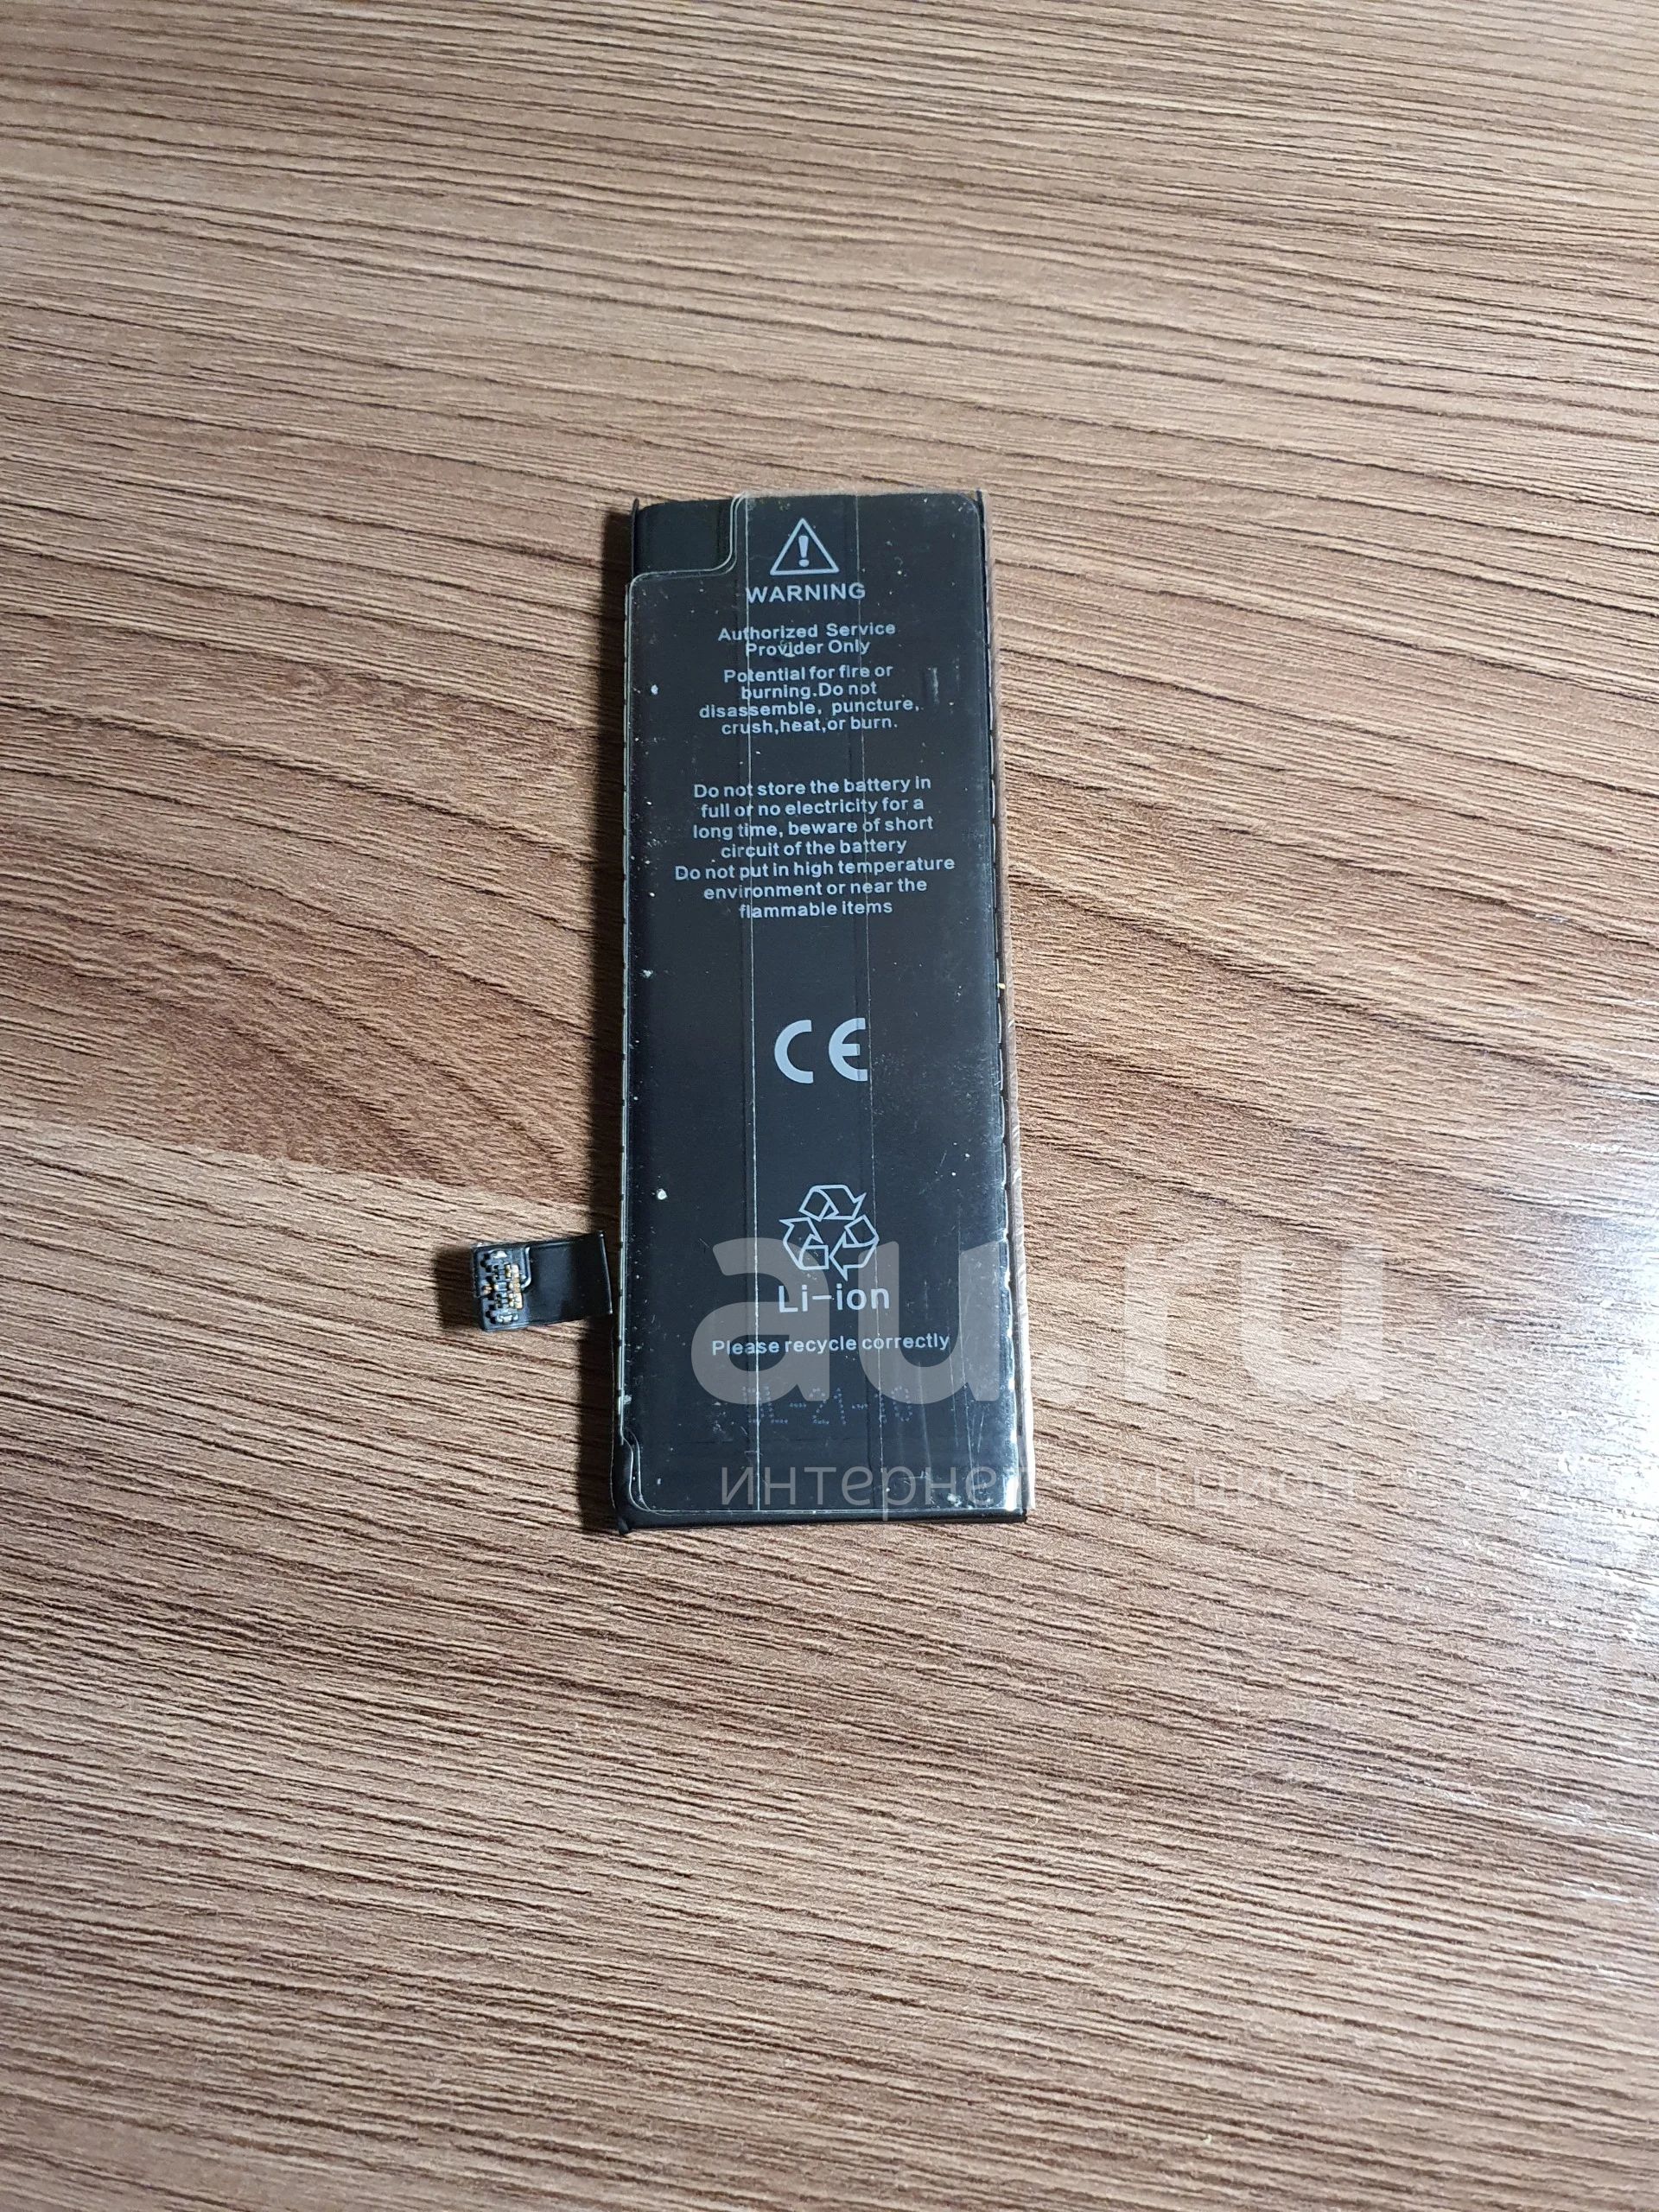 WARNING
Authorized Service
Provider Only
Potential for fire or
burning.Do not
disassemble, puncture,
crush,heat,or burn.
Do not store the battery in
full or no electricity for a
long time, beware of short
circuit of the battery
Do not put in high temperature
environment or near the
flammable items
CE
au.ru
Li-ion
Please recycle correctly
интернет аукцион